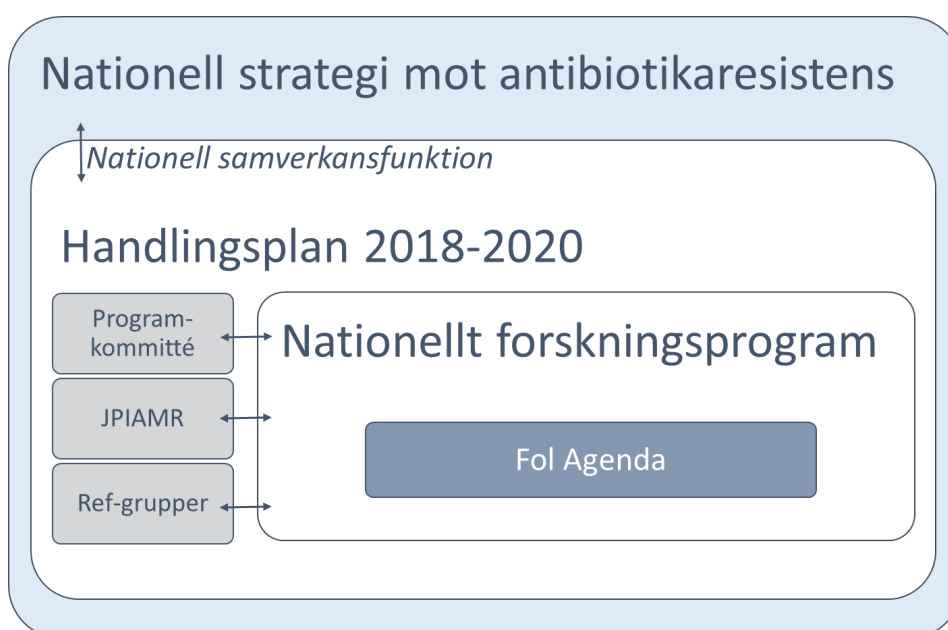 Nationell strategi mot antibiotikaresistens
Nationell samverkansfunktion
Handlingsplan 2018-2020
Program-
kommitté
JPIAMR
Ref-grupper
Nationellt forskningsprogram
FoI Agenda